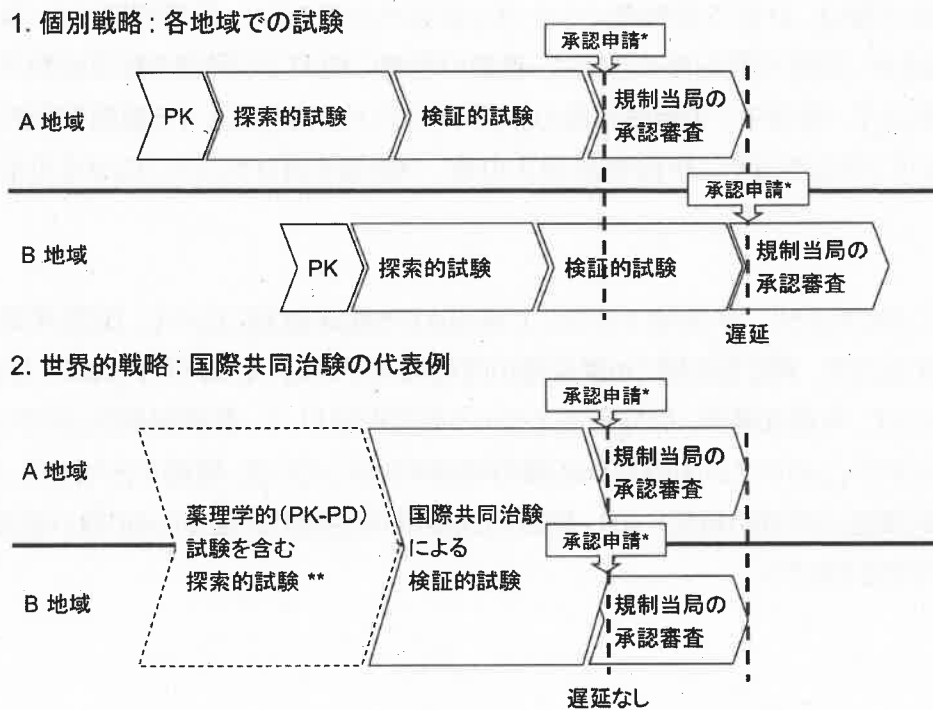 1. 個別戦略：各地域での試験
承認申請*
A 地域
PK
探索的試験
検証的試験
規制当局の
承認審査
承認申請*
B 地域
PK
探索的試験
検証的試験
規制当局の
承認審査
遅延
2. 世界的戦略：国際共同治験の代表例
承認申請*
A 地域
規制当局の
承認審査
薬理学的（PK-PD）
試験を含む
探索的試験 **
国際共同治験
による
検証的試験
承認申請*
B 地域
規制当局の
承認審査
遅延なし